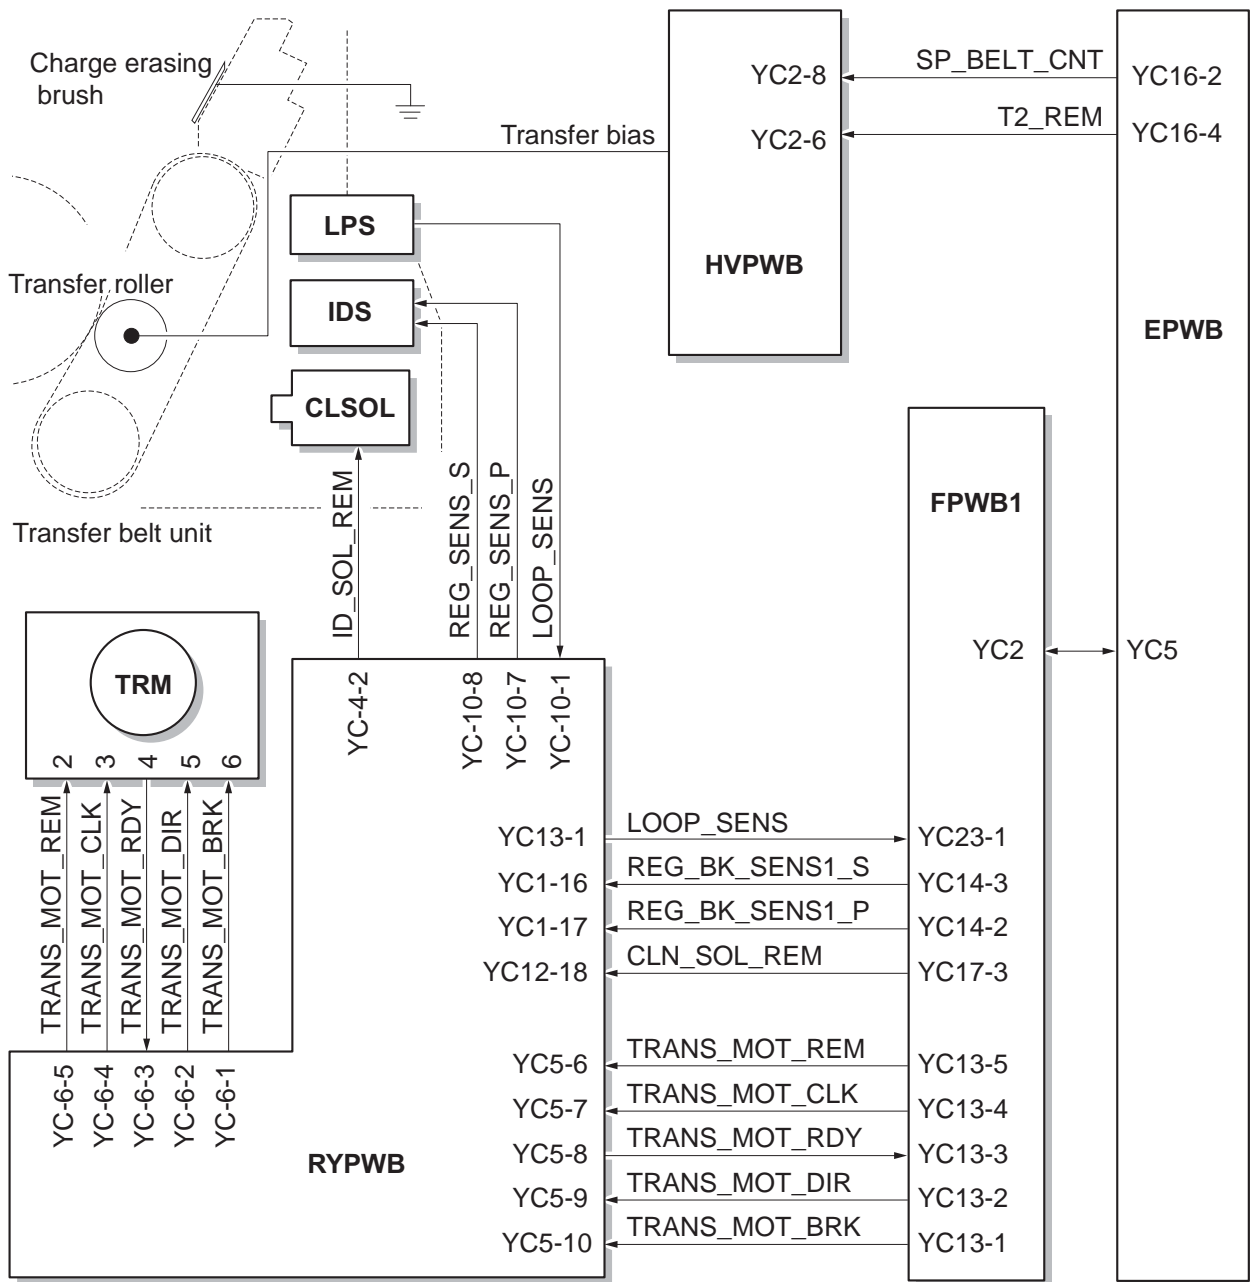 Charge erasing
brush
Transfer bias
YC2-8
SP_BELT_CNT
YC16-2
YC2-6
T2_REM
YC16-4
LPS
HVPWB
Transfer roller
IDS
EPWB
CLSOL
FPWB1
Transfer belt unit
ID_SOL_REM
REG_SENS_S
REG_SENS_P
LOOP_SENS
YC2
YC5
TRM
YC-4-2
YC-10-8
YC-10-7
YC-10-1
2
3
4
5
6
TRANS_MOT_REM
TRANS_MOT_CLK
TRANS_MOT_RDY
TRANS_MOT_DIR
TRANS_MOT_BRK
YC13-1
LOOP_SENS
YC23-1
YC1-16
REG_BK_SENS1_S
YC14-3
YC1-17
REG_BK_SENS1_P
YC14-2
YC12-18
CLN_SOL_REM
YC17-3
YC5-6
TRANS_MOT_REM
YC13-5
YC5-7
TRANS_MOT_CLK
YC13-4
YC5-8
TRANS_MOT_RDY
YC13-3
YC5-9
TRANS_MOT_DIR
YC13-2
YC5-10
TRANS_MOT_BRK
YC13-1
YC-6-5
YC-6-4
YC-6-3
YC-6-2
YC-6-1
RYPWB